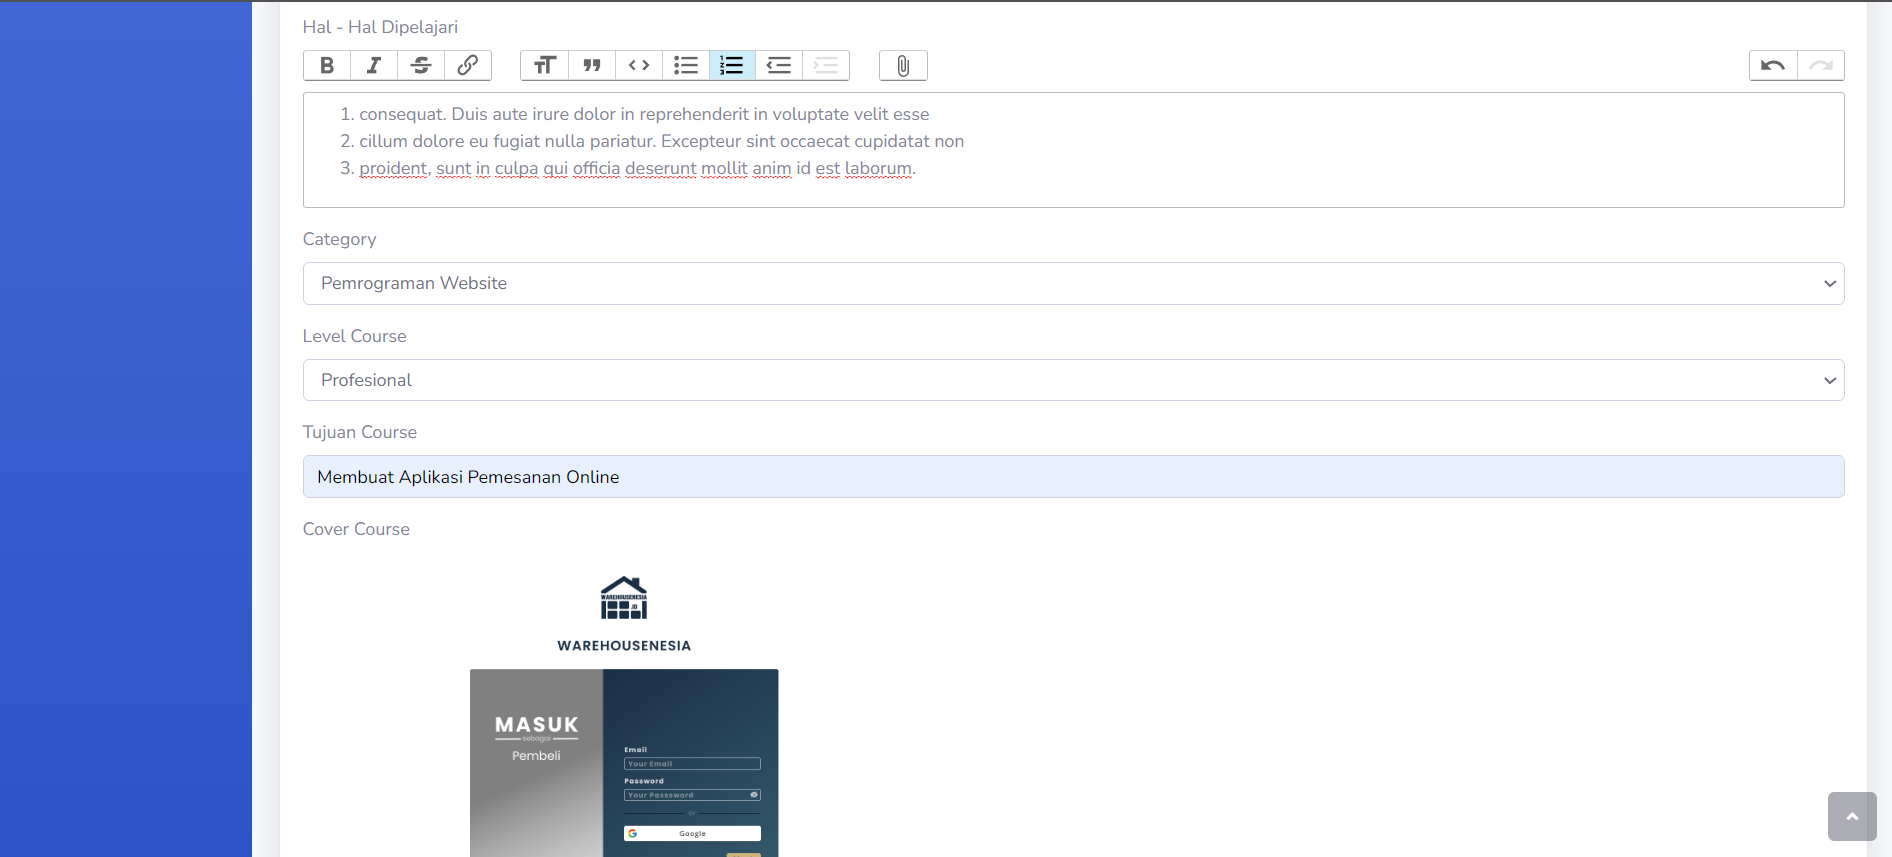 Hal - Hal Dipelajari
1. consequat. Duis aute irure dolor in reprehenderit in voluptate velit esse
2. cillum dolore eu fugiat nulla pariatur. Excepteur sint occaecat cupidatat non
3. proident, sunt in culpa qui officia deserunt mollit anim id est laborum.
Category
Pemrograman Website
Level Course
Profesional
Tujuan Course
Membuat Aplikasi Pemesanan Online
Cover Course
WAREHOUSENESIA
.ID
WAREHOUSENESIA
MASUK
sebagai
Pembeli
Email
Your Email
Password
Your Passsword
Or
Google